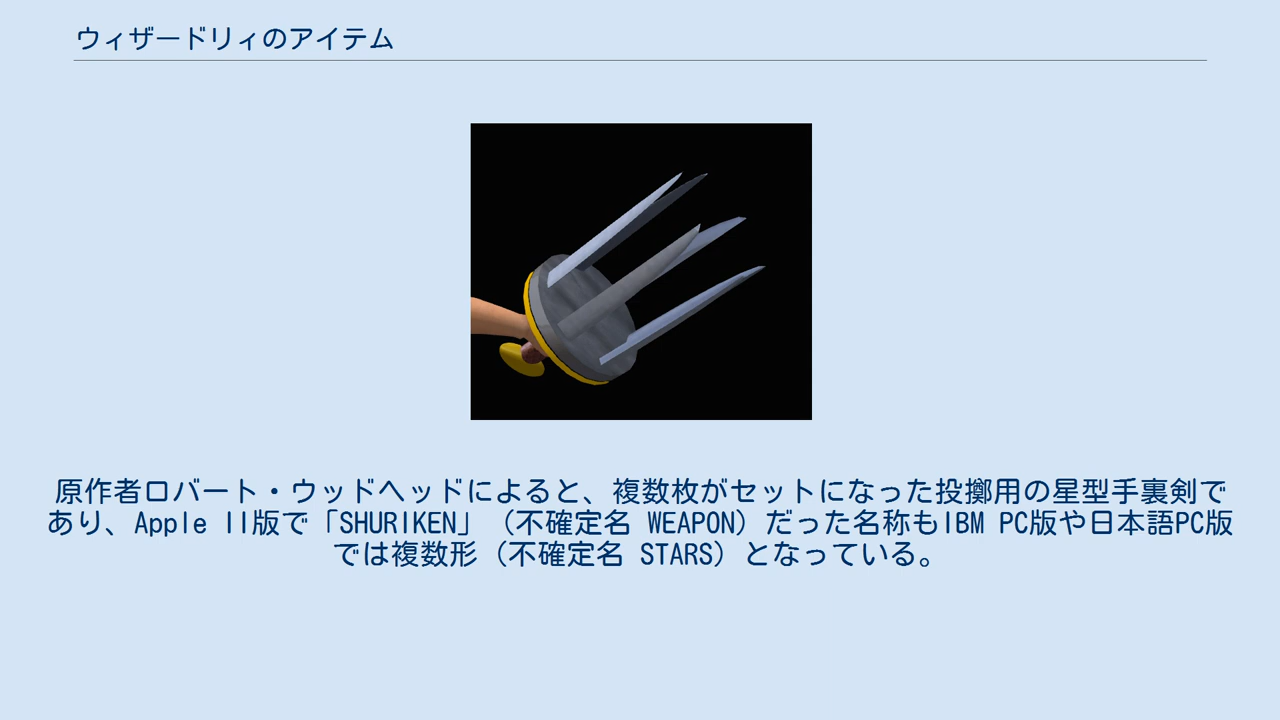 ウィザードリィのアイテム
原作者ロバート・ウッドヘッドによると、複数枚がセットになった投擲用の星型手裏剣で
あり、Apple II版で「SHURIKEN」（不確定名 WEAPON）だった名称もIBM PC版や日本語PC版
では複数形（不確定名 STARS）となっている。